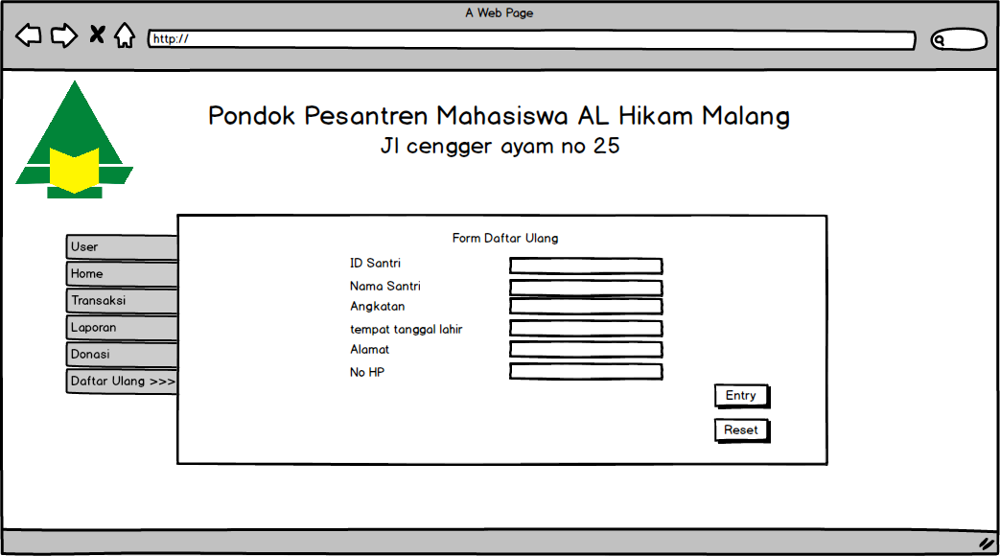 A Web Page
http://
Pondok Pesantren Mahasiswa AL Hikam Malang
Jl cengger ayam no 25
User
Home
Transaksi
Laporan
Donasi
Daftar Ulang >>>
Form Daftar Ulang
ID Santri
Nama Santri
Angkatan
tempat tanggal lahir
Alamat
No HP
Entry
Reset